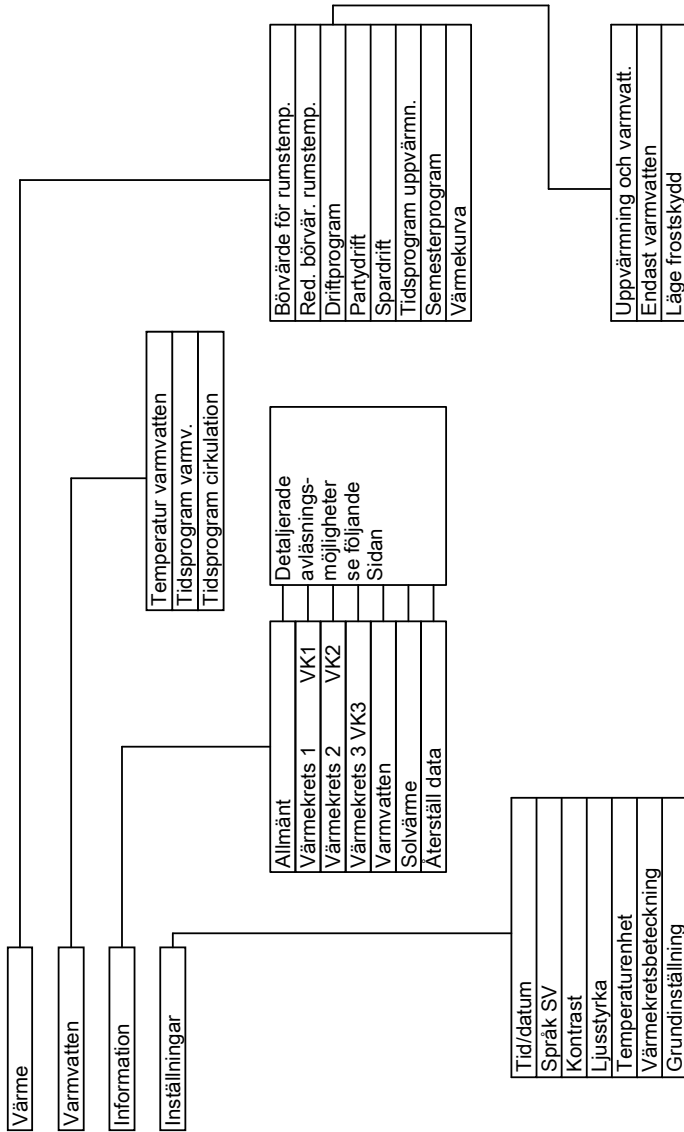 Värme
Varmvatten
Information
Inställningar
Börvärde för rumstemp.
Red. börvär. rumstemp.
Driftprogram
Partydrift
Spardrift
Tidsprogram uppvärmn.
Semesterprogram
Värmekurva
Temperatur varmvatten
Tidsprogram varmv.
Tidsprogram cirkulation
Allmänt
Värmekrets 1 VK1
Värmekrets 2 VK2
Värmekrets 3 VK3
Varmvatten
Solvärme
Återställ data
Detaljerade
avläsnings-
möjligheter
se följande
Sidan
Tid/datum
Språk SV
Kontrast
Ljusstyrka
Temperaturenhet
Värmekretsbeteckning
Grundinställning
Uppvärmning och varmvatt.
Endast varmvatten
Läge frostskydd